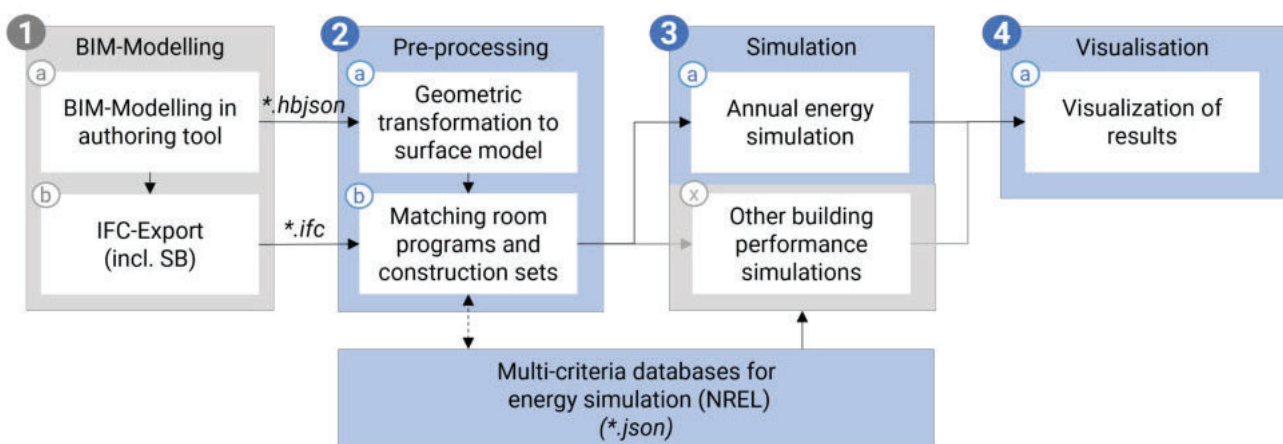 1
BIM-Modelling
a
BIM-Modelling in
authoring tool
b
IFC-Export
(incl. SB)
*.hbjson
*.ifc
2
Pre-processing
a
Geometric
transformation to
surface model
b
Matching room
programs and
construction sets
3
Simulation
a
Annual energy
simulation
x
Other building
performance
simulations
4
Visualisation
a
Visualization of
results
Multi-criteria databases for
energy simulation (NREL)
(*.json)